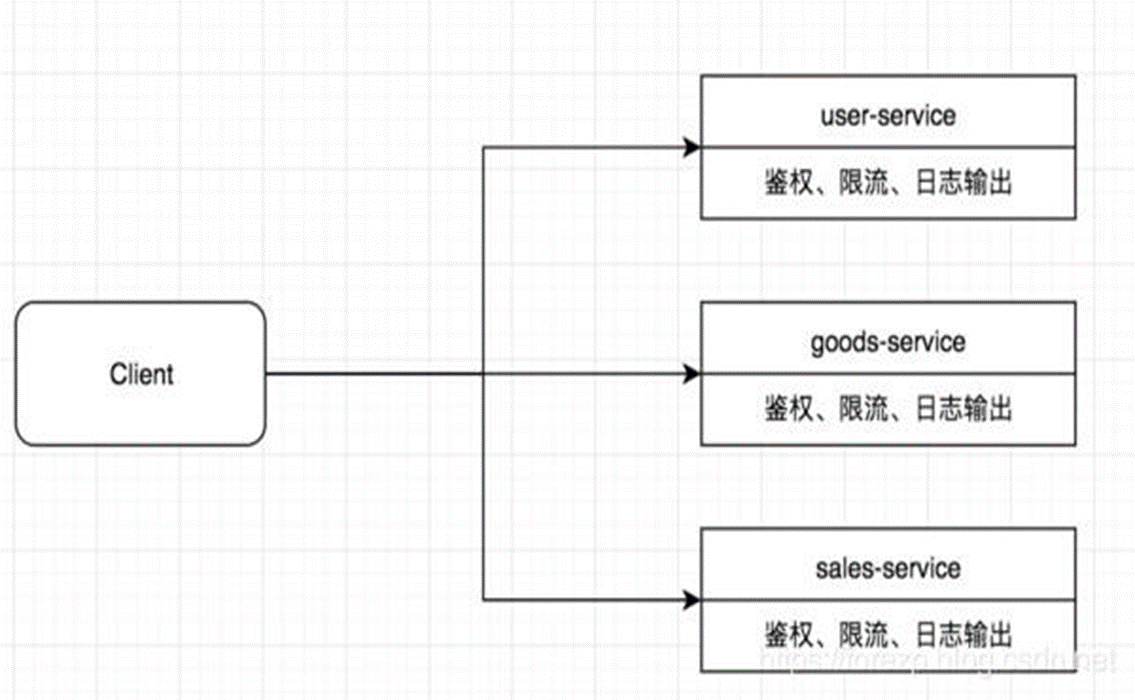 user-service
鉴权、限流、日志输出
Client
goods-service
鉴权、限流、日志输出
sales-service
鉴权、限流、日志输出
https://forezp.blog.csdn.net